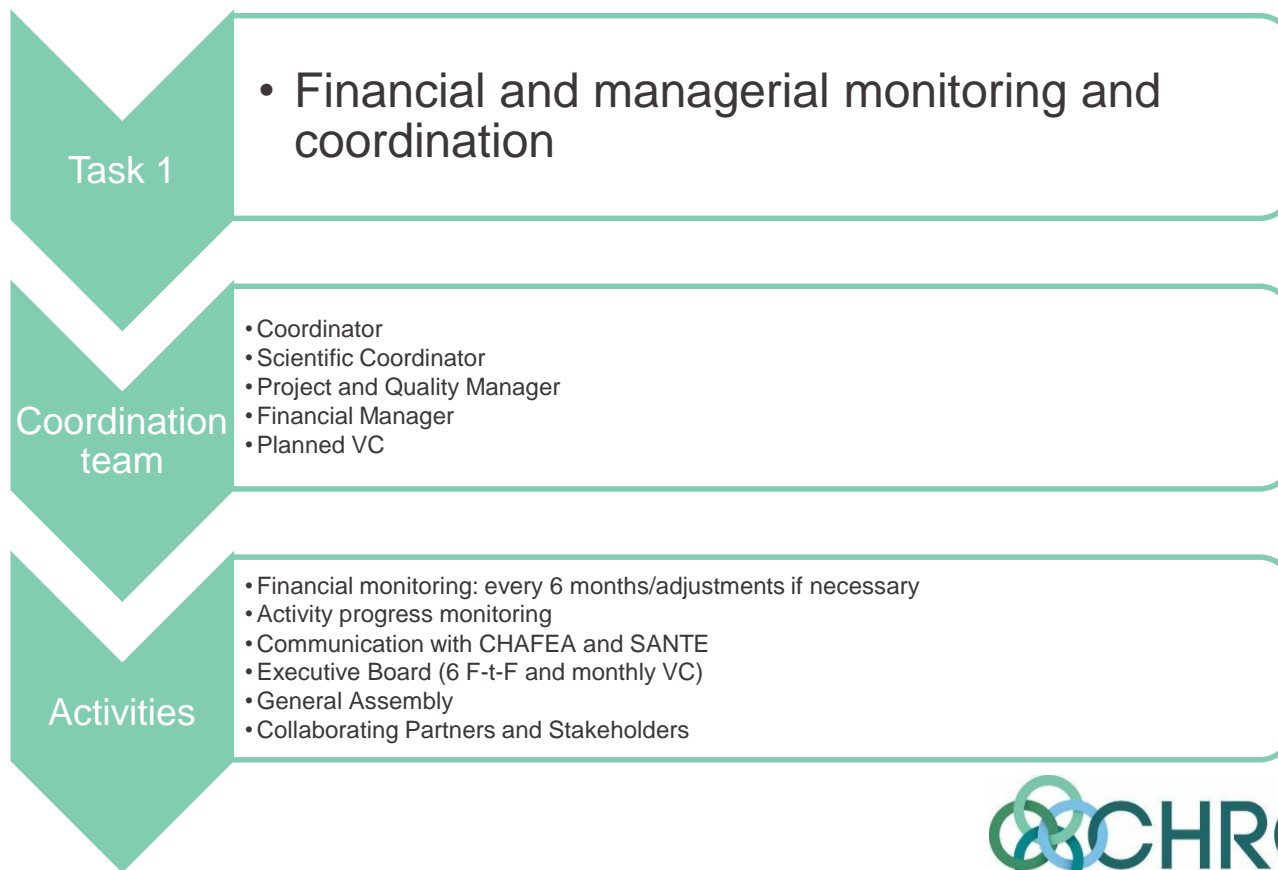 Task 1
• Financial and managerial monitoring and
coordination
Coordination
team
• Coordinator
• Scientific Coordinator
• Project and Quality Manager
• Financial Manager
• Planned VC
Activities
• Financial monitoring: every 6 months/adjustments if necessary
• Activity progress monitoring
• Communication with CHAFEA and SANTE
• Executive Board (6 F-t-F and monthly VC)
• General Assembly
• Collaborating Partners and Stakeholders
CHR